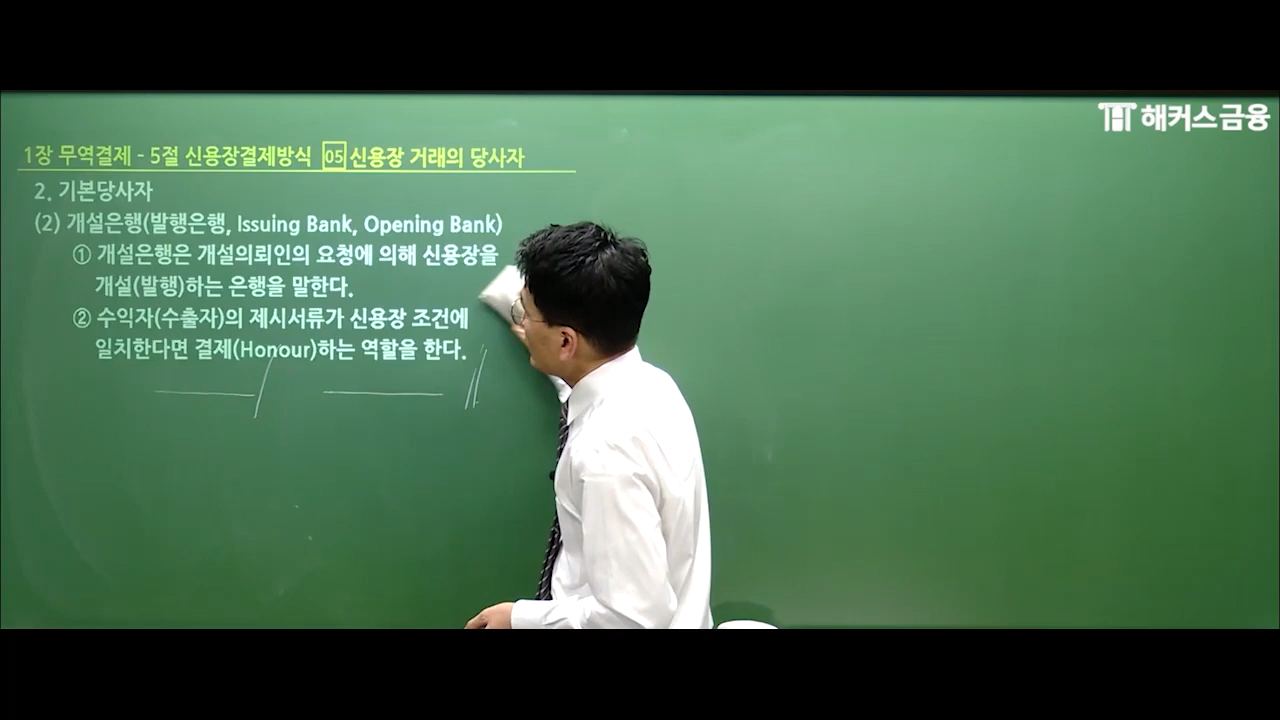 해커스금융
1장 무역결제 - 5절 신용장결제방식 05 신용장 거래의 당사자
2. 기본당사자
(2) 개설은행(발행은행, Issuing Bank, Opening Bank)
① 개설은행은 개설의뢰인의 요청에 의해 신용장을
개설(발행)하는 은행을 말한다.
② 수익자(수출자)의 제시서류가 신용장 조건에
일치한다면 결제(Honour)하는 역할을 한다.